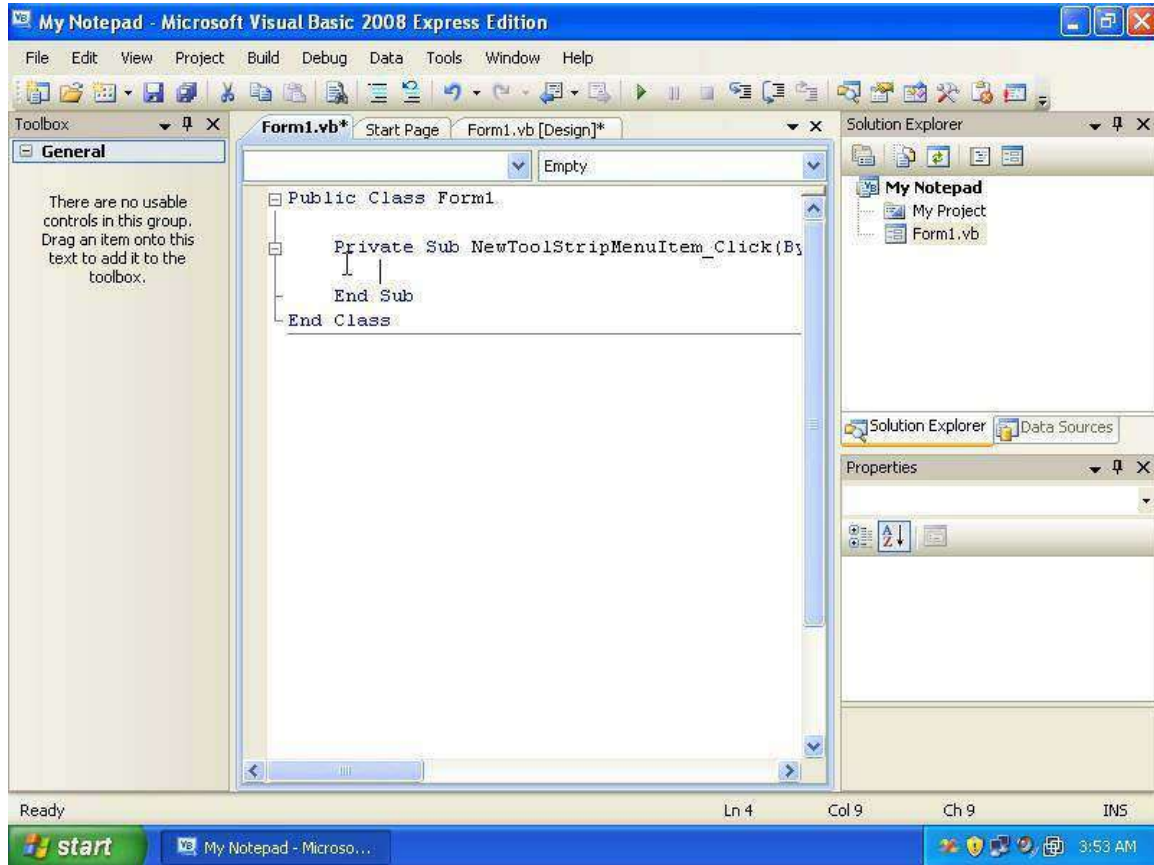 My Notepad - Microsoft Visual Basic 2008 Express Edition
File Edit View Project Build Debug Data Tools Window Help
Toolbox
General
There are no usable
controls in this group.
Drag an item onto this
text to add it to the
toolbox.
Form1.vb* Start Page Form1.vb [Design]*
Empty
Public Class Form1
Private Sub NewToolStripMenuItem_Click(By
End Sub
End Class
Solution Explorer
My Notepad
My Project
Form1.vb
Solution Explorer Data Sources
Properties
Ready Ln 4 Col 9 Ch 9 INS
start My Notepad - Microso... 3:53 AM